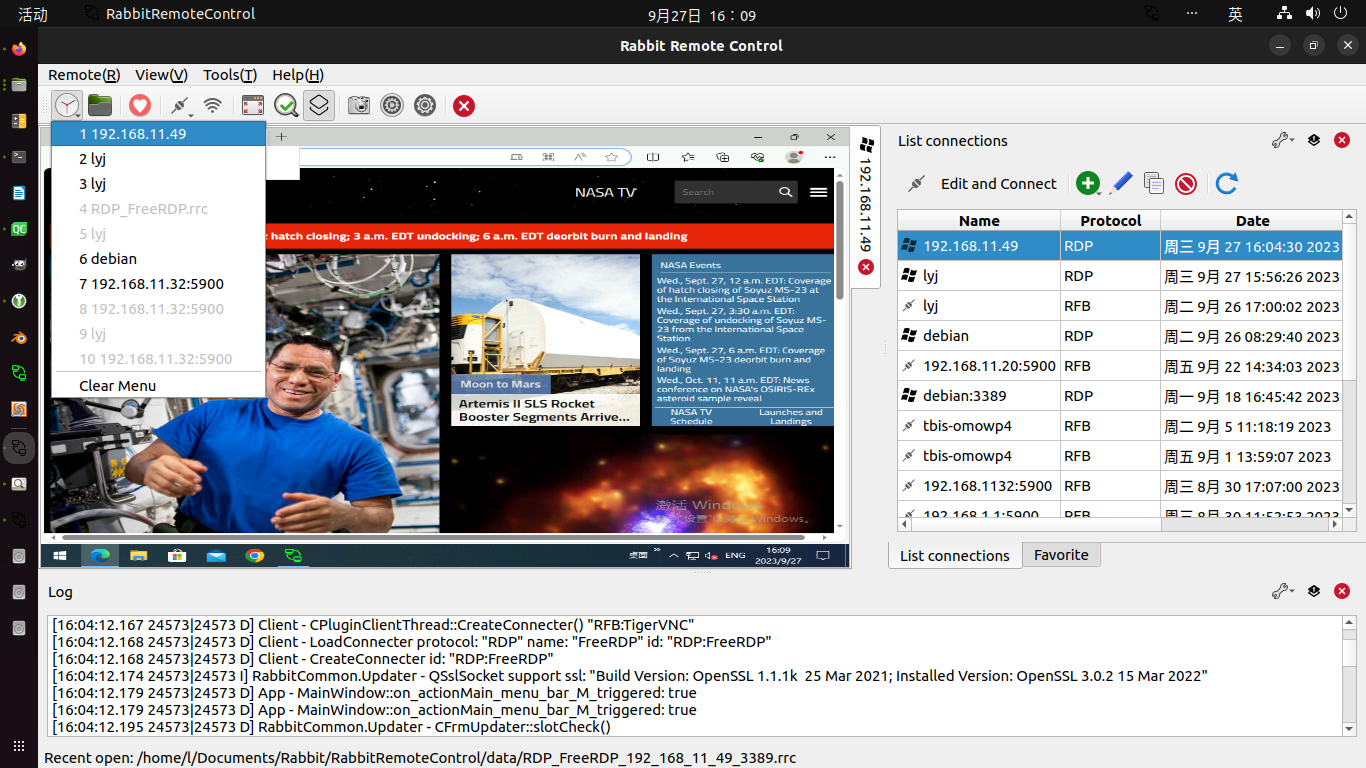 活动
RabbitRemoteControl
9月27日 16：09
英
Rabbit Remote Control
Remote(R) View(V) Tools(T) Help(H)
1 192.168.11.49
2 lyj
3 lyj
4 RDP_FreeRDP.rrc
5 lyj
6 debian
7 192.168.11.32:5900
8 192.168.11.32:5900
9 lyj
10 192.168.11.32:5900
Clear Menu
NASA TV
Search
hatch closing; 3 a.m. EDT undocking; 6 a.m. EDT deorbit burn and landing
Moon to Mars
Artemis II SLS Rocket
Booster Segments Arrive...
NASA Events
Wed., Sept. 27, 12 a.m. EDT: Coverage
of hatch closing of Soyuz MS-23 at
the International Space Station
Wed., Sept. 27, 3:30 a.m. EDT:
Coverage of undocking of Soyuz MS-
23 from the International Space
Station
Wed., Sept. 27, 6 a.m. EDT: Coverage
of Soyuz MS-23 deorbit burn and
landing
Wed., Oct. 11, 11 a.m. EDT: News
conference on NASA's OSIRIS-REx
asteroid sample reveal
NASA TV
Schedule
Launches and
Landings
激活 Windows
Windows。
桌面
ENG
16:09
2023/9/27
192.168.11.49
List connections
Edit and Connect
Name Protocol Date
192.168.11.49 RDP 周三 9月 27 16:04:30 2023
lyj RDP 周三 9月 27 15:56:26 2023
lyj RFB 周二 9月 26 17:00:02 2023
debian RDP 周二 9月 26 08:29:40 2023
192.168.11.20:5900 RFB 周五 9月 22 14:34:03 2023
debian:3389 RDP 周一 9月 18 16:45:42 2023
tbis-omowp4 RFB 周二 9月 5 11:18:19 2023
tbis-omowp4 RFB 周五 9月 1 13:59:07 2023
192.168.1132:5900 RFB 周三 8月 30 17:07:00 2023
192.168.1.1:5900 RFB 周三 8月 30 11:52:53 2023
List connections
Favorite
Log
[16:04:12.167 24573|24573 D] Client - CPluginClientThread::CreateConnecter() "RFB:TigerVNC"
[16:04:12.168 24573|24573 D] Client - LoadConnecter protocol: "RDP" name: "FreeRDP" id: "RDP:FreeRDP"
[16:04:12.168 24573|24573 D] Client - CreateConnecter id: "RDP:FreeRDP"
[16:04:12.174 24573|24573 I] RabbitCommon.Updater - QSslSocket support ssl: "Build Version: OpenSSL 1.1.1k  25 Mar 2021; Installed Version: OpenSSL 3.0.2 15 Mar 2022"
[16:04:12.179 24573|24573 D] App - MainWindow::on_actionMain_menu_bar_M_triggered: true
[16:04:12.179 24573|24573 D] App - MainWindow::on_actionMain_menu_bar_M_triggered: true
[16:04:12.195 24573|24573 D] RabbitCommon.Updater - CFrmUpdater::slotCheck()
Recent open: /home/l/Documents/Rabbit/RabbitRemoteControl/data/RDP_FreeRDP_192_168_11_49_3389.rrc